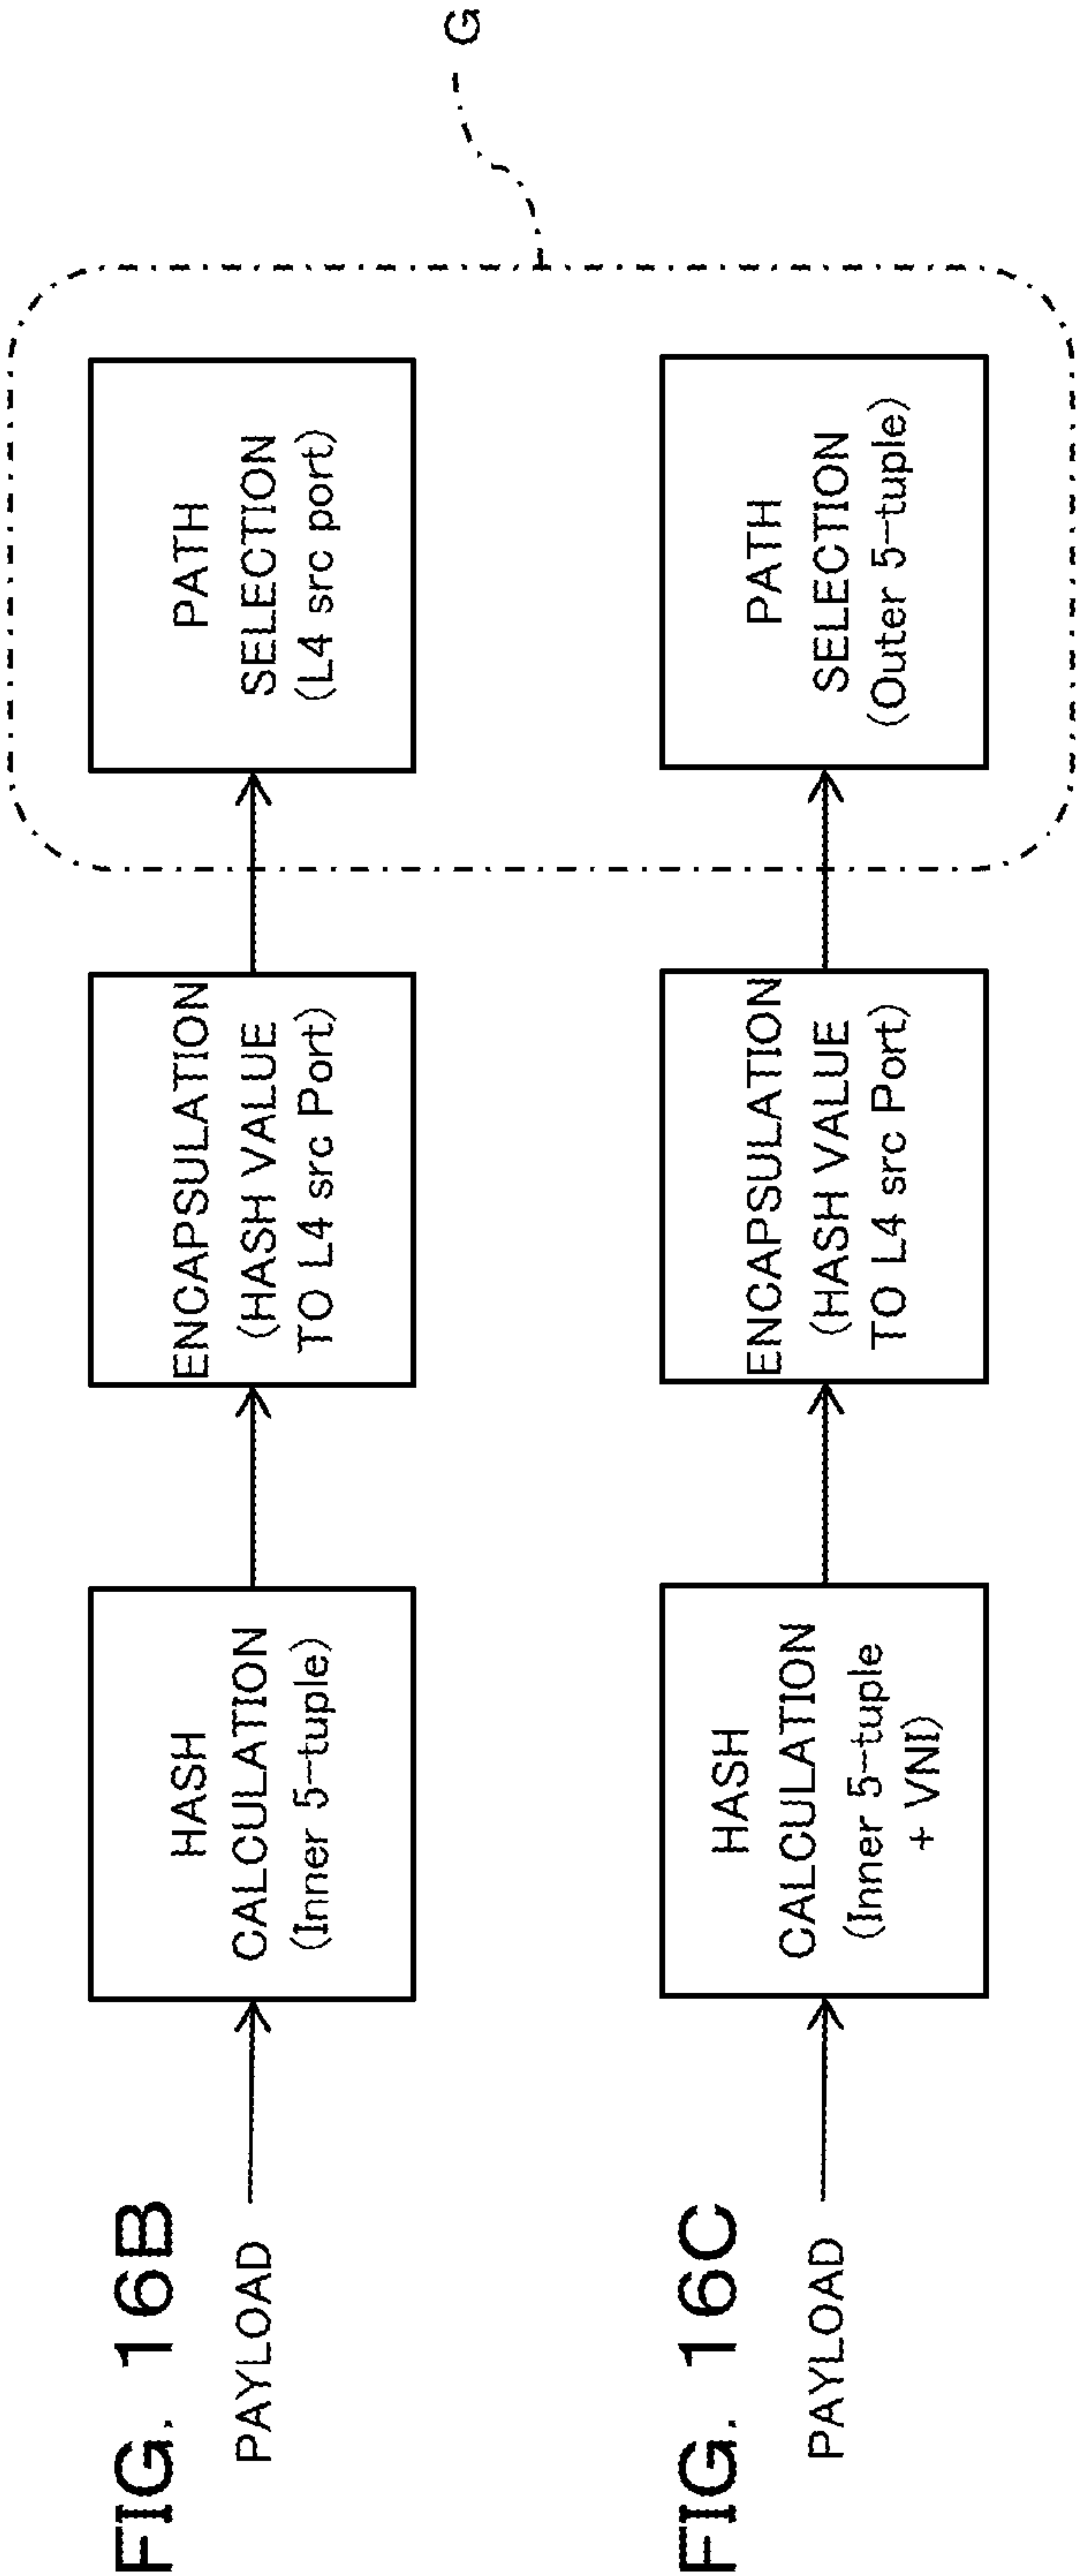 FIG. 16B
PAYLOAD
HASH
CALCULATION
(Inner 5-tuple)
ENCAPSULATION
(HASH VALUE
TO L4 src Port)
PATH
SELECTION
(L4 src port)
G
FIG. 16C
PAYLOAD
HASH
CALCULATION
(Inner 5-tuple
+ VNI)
ENCAPSULATION
(HASH VALUE
TO L4 src Port)
PATH
SELECTION
(Outer 5-tuple)